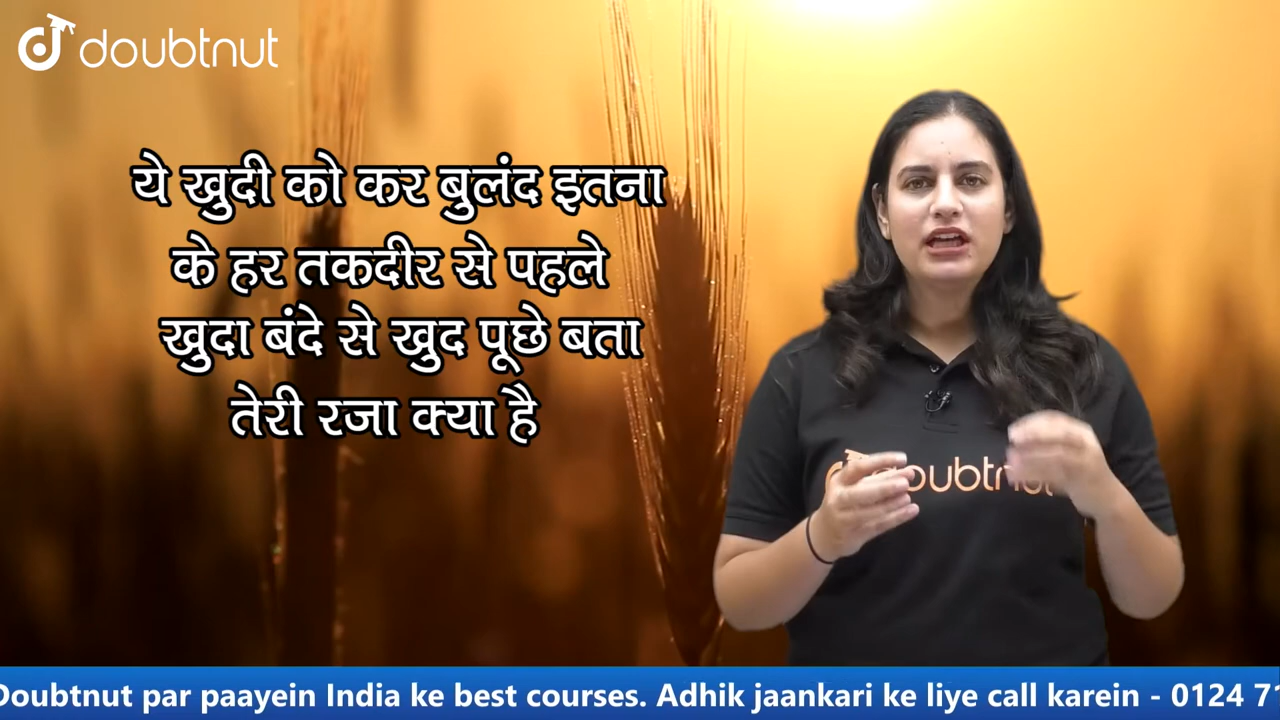 doubtnut
ये खुदी को कर बुलंद इतना
के हर तकदीर से पहले
खुदा बंदे से खुद पूछे बता
तेरी रजा क्या है
doubtnut
Doubtnut par paayein India ke best courses. Adhik jaankari ke liye call karein - 0124 71